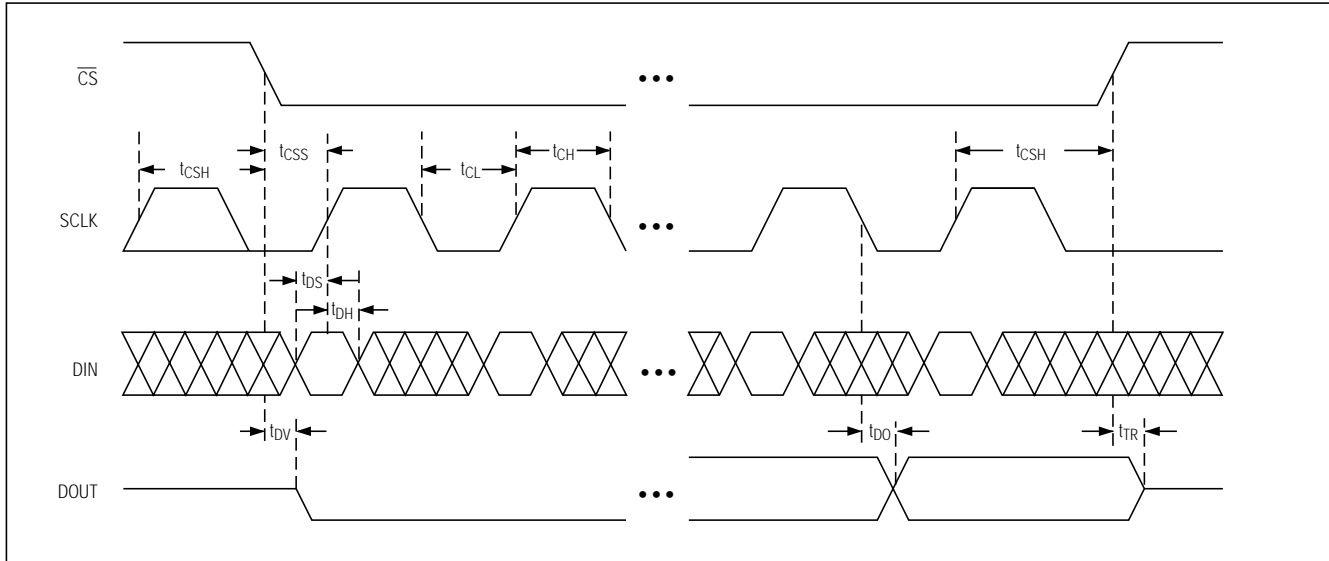 CS
•••
tCSH
tCSS
tCL
tCH
tCSH
SCLK
•••
tDS
tDH
DIN
•••
tDV
tDO
tTR
DOUT
•••